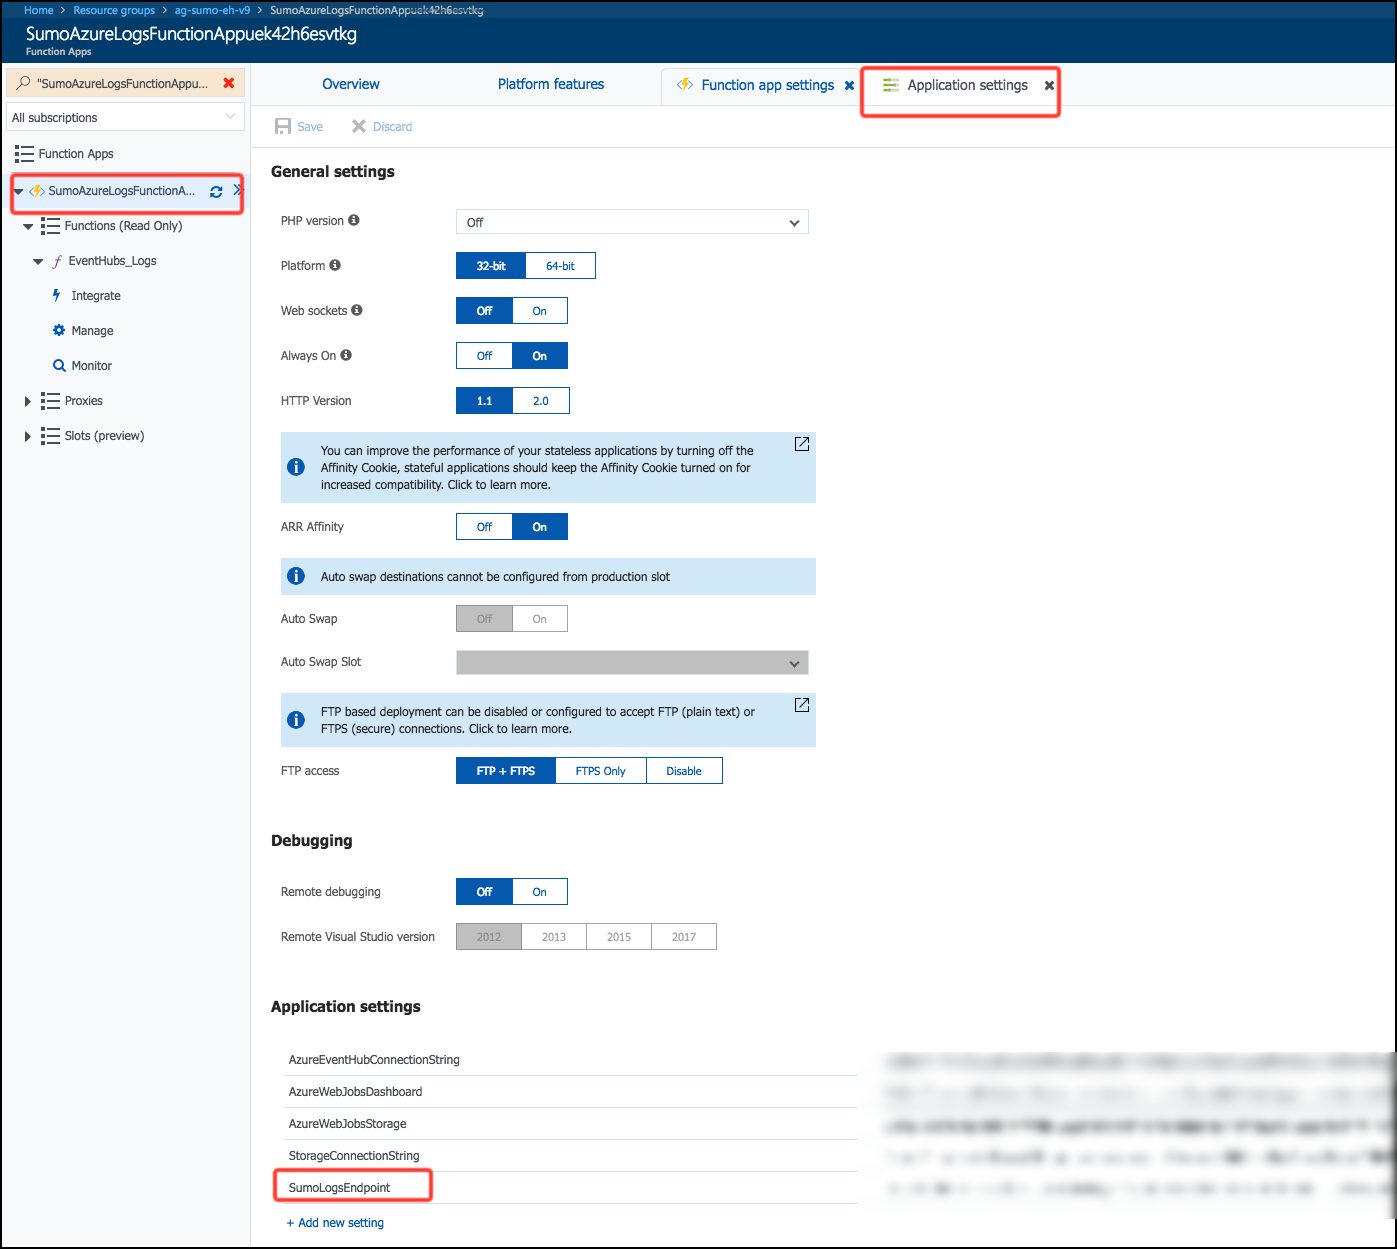 Home > Resource groups > ag-sumo-eh-v9 > SumoAzureLogsFunctionAppuek42h6esvtkg
SumoAzureLogsFunctionAppuek42h6esvtkg
Function Apps
"SumoAzureLogsFunctionAppu...
All subscriptions
Function Apps
SumoAzureLogsFunctionA...
Functions (Read Only)
EventHubs_Logs
Integrate
Manage
Monitor
Proxies
Slots (preview)
Overview
Platform features
Function app settings
Application settings
Save
Discard
General settings
PHP version
Off
Platform
32-bit 64-bit
Web sockets
Off On
Always On
Off On
HTTP Version
1.1 2.0
You can improve the performance of your stateless applications by turning off the
Affinity Cookie, stateful applications should keep the Affinity Cookie turned on for
increased compatibility. Click to learn more.
ARR Affinity
Off On
Auto swap destinations cannot be configured from production slot
Auto Swap
Off On
Auto Swap Slot
FTP based deployment can be disabled or configured to accept FTP (plain text) or
FTPS (secure) connections. Click to learn more.
FTP access
FTP + FTPS FTPS Only Disable
Debugging
Remote debugging
Off On
Remote Visual Studio version
2012 2013 2015 2017
Application settings
AzureEventHubConnectionString
AzureWebJobsDashboard
AzureWebJobsStorage
StorageConnectionString
SumoLogsEndpoint
+ Add new setting